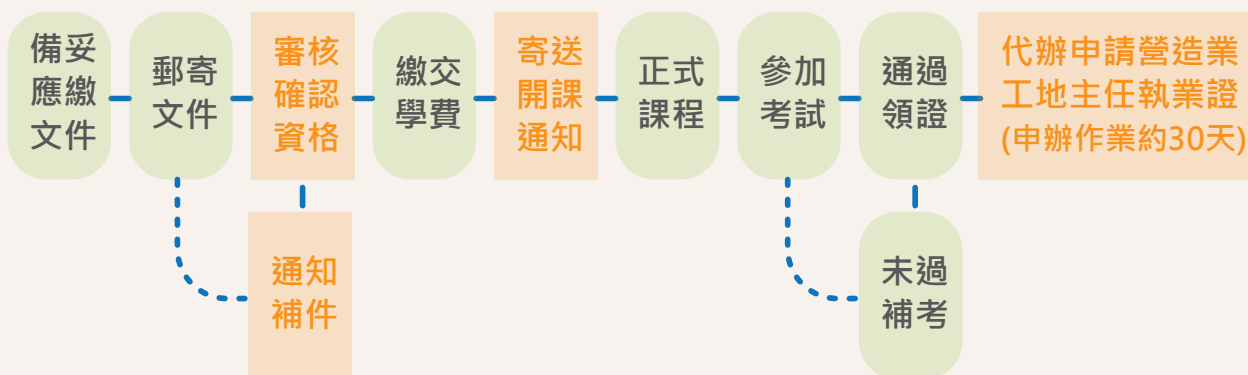 備妥
應繳
文件
郵寄
文件
審核
確認
資格
繳交
學費
寄送
開課
通知
正式
課程
參加
考試
通過
領證
代辦申請營造業
工地主任執業證
(申辦作業約30天)
通知
補件
未過
補考